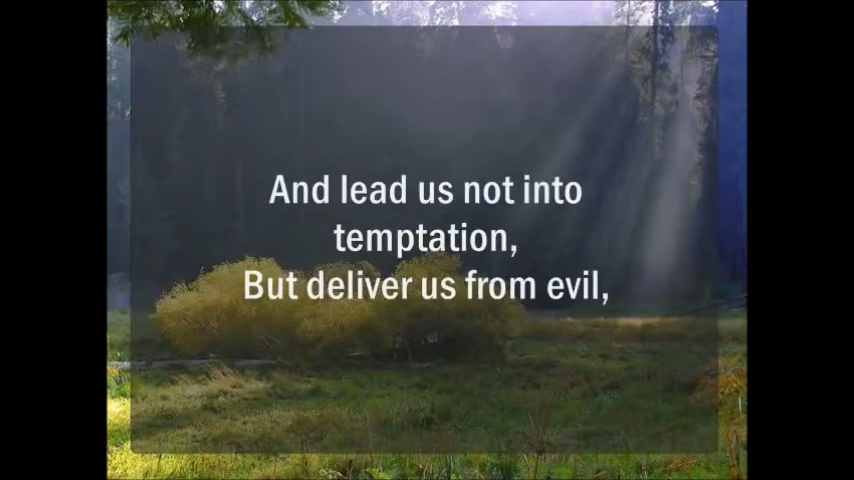 And lead us not into
temptation,
But deliver us from evil,